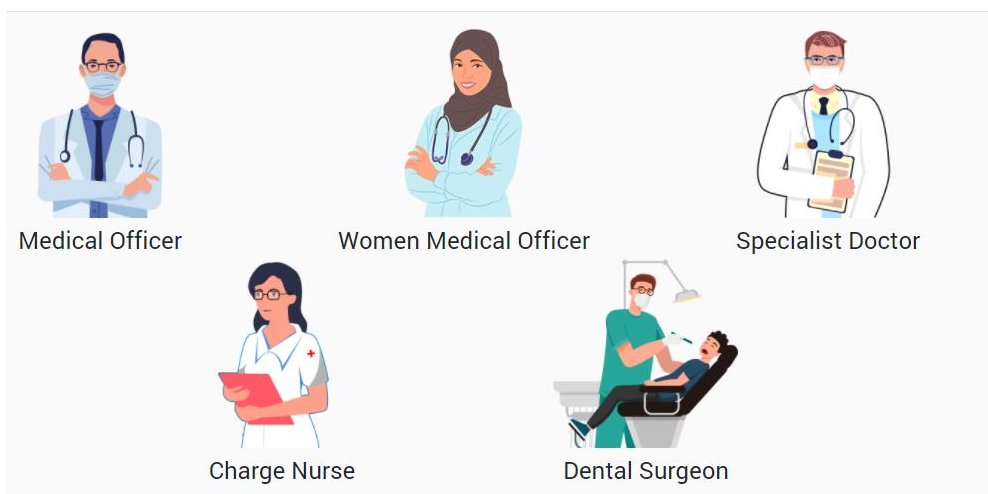 Medical Officer
Women Medical Officer
Specialist Doctor
Charge Nurse
Dental Surgeon